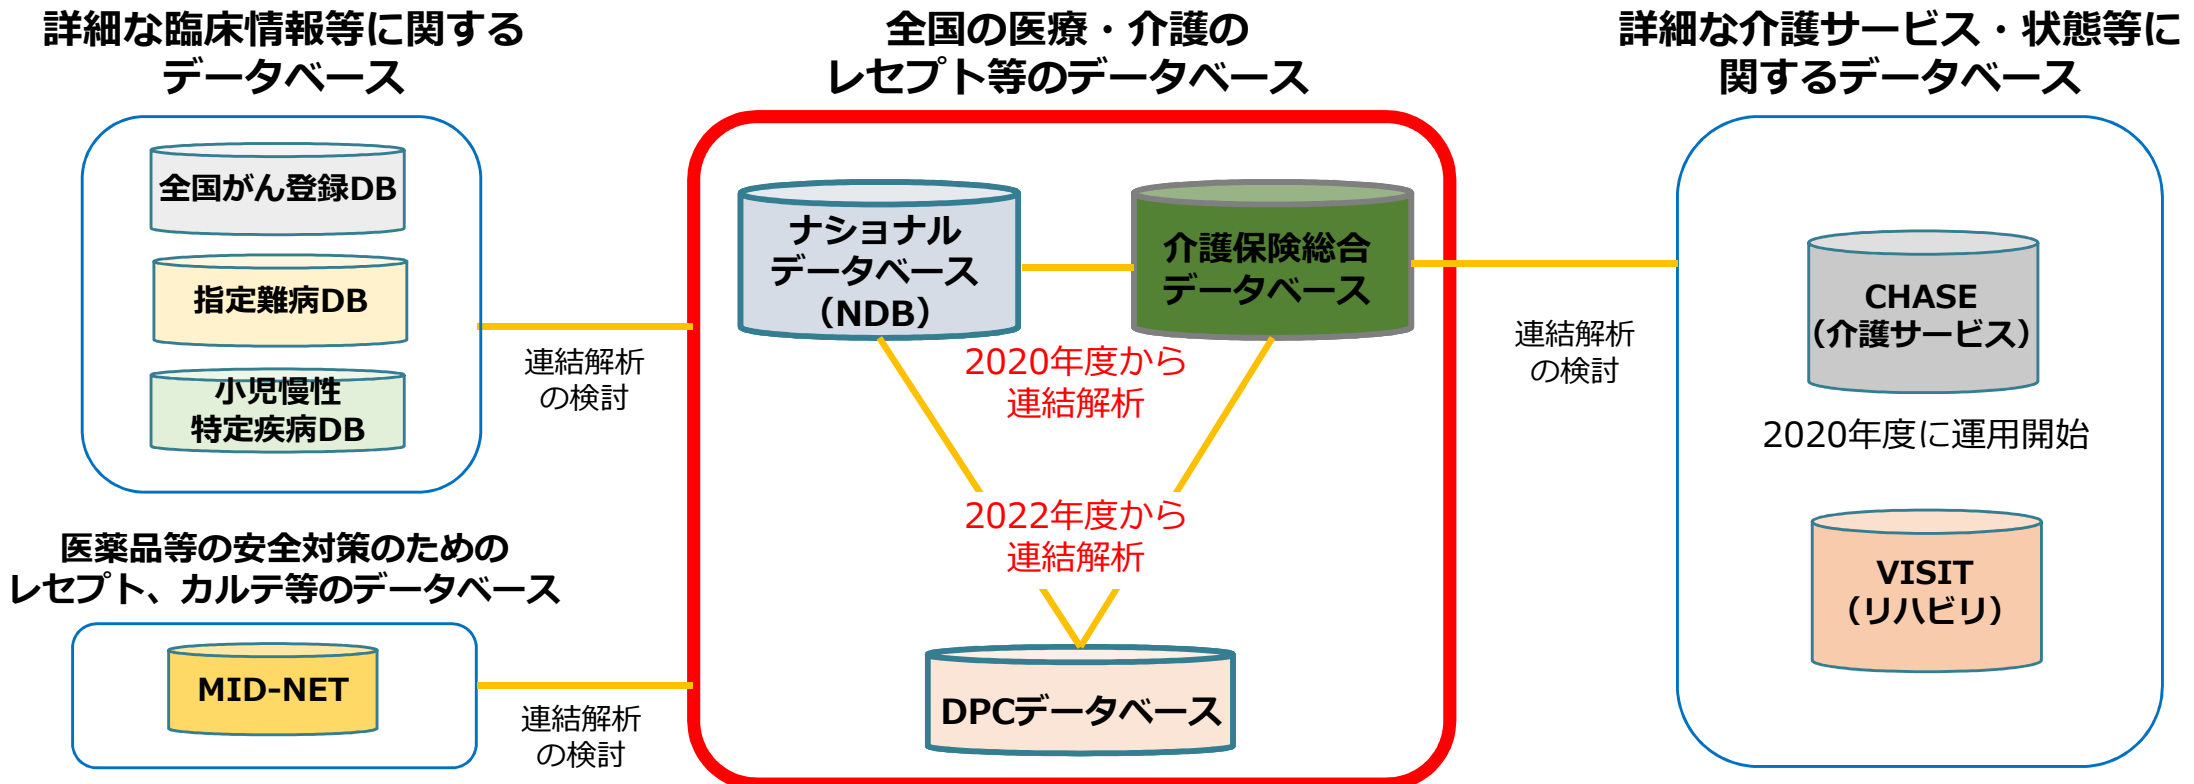 詳細な臨床情報等に関する
データベース
全国がん登録DB
指定難病DB
小児慢性
特定疾病DB
連結解析
の検討
医薬品等の安全対策のための
レセプト、カルテ等のデータベース
MID-NET
連結解析
の検討
全国の医療・介護の
レセプト等のデータベース
ナショナル
データベース
（NDB）
介護保険総合
データベース
2020年度から
連結解析
2022年度から
連結解析
DPCデータベース
連結解析
の検討
詳細な介護サービス・状態等に
関するデータベース
CHASE
（介護サービス）
2020年度に運用開始
VISIT
（リハビリ）